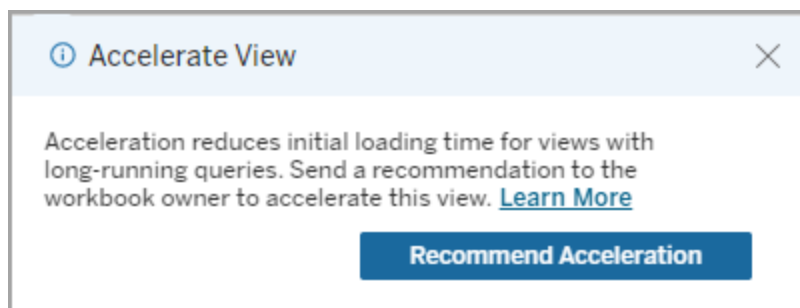 Accelerate View
Acceleration reduces initial loading time for views with
long-running queries. Send a recommendation to the
workbook owner to accelerate this view. Learn More
Recommend Acceleration